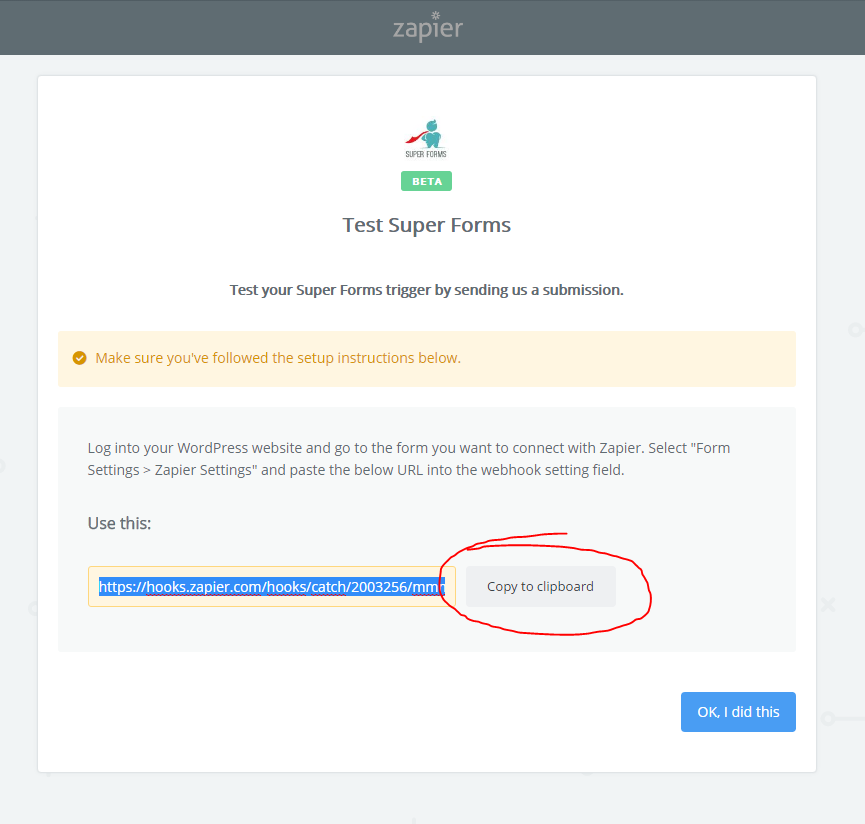 zapier
SUPER FORMS
BETA
Test Super Forms
Test your Super Forms trigger by sending us a submission.
Make sure you've followed the setup instructions below.
Log into your WordPress website and go to the form you want to connect with Zapier. Select "Form
Settings > Zapier Settings" and paste the below URL into the webhook setting field.
Use this:
https://hooks.zapier.com/hooks/catch/2003256/mm
Copy to clipboard
OK, I did this